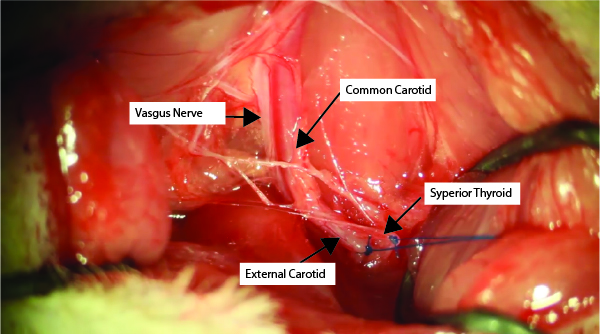 Common Carotid
Vasgus Nerve
Syperior Thyroid
External Carotid